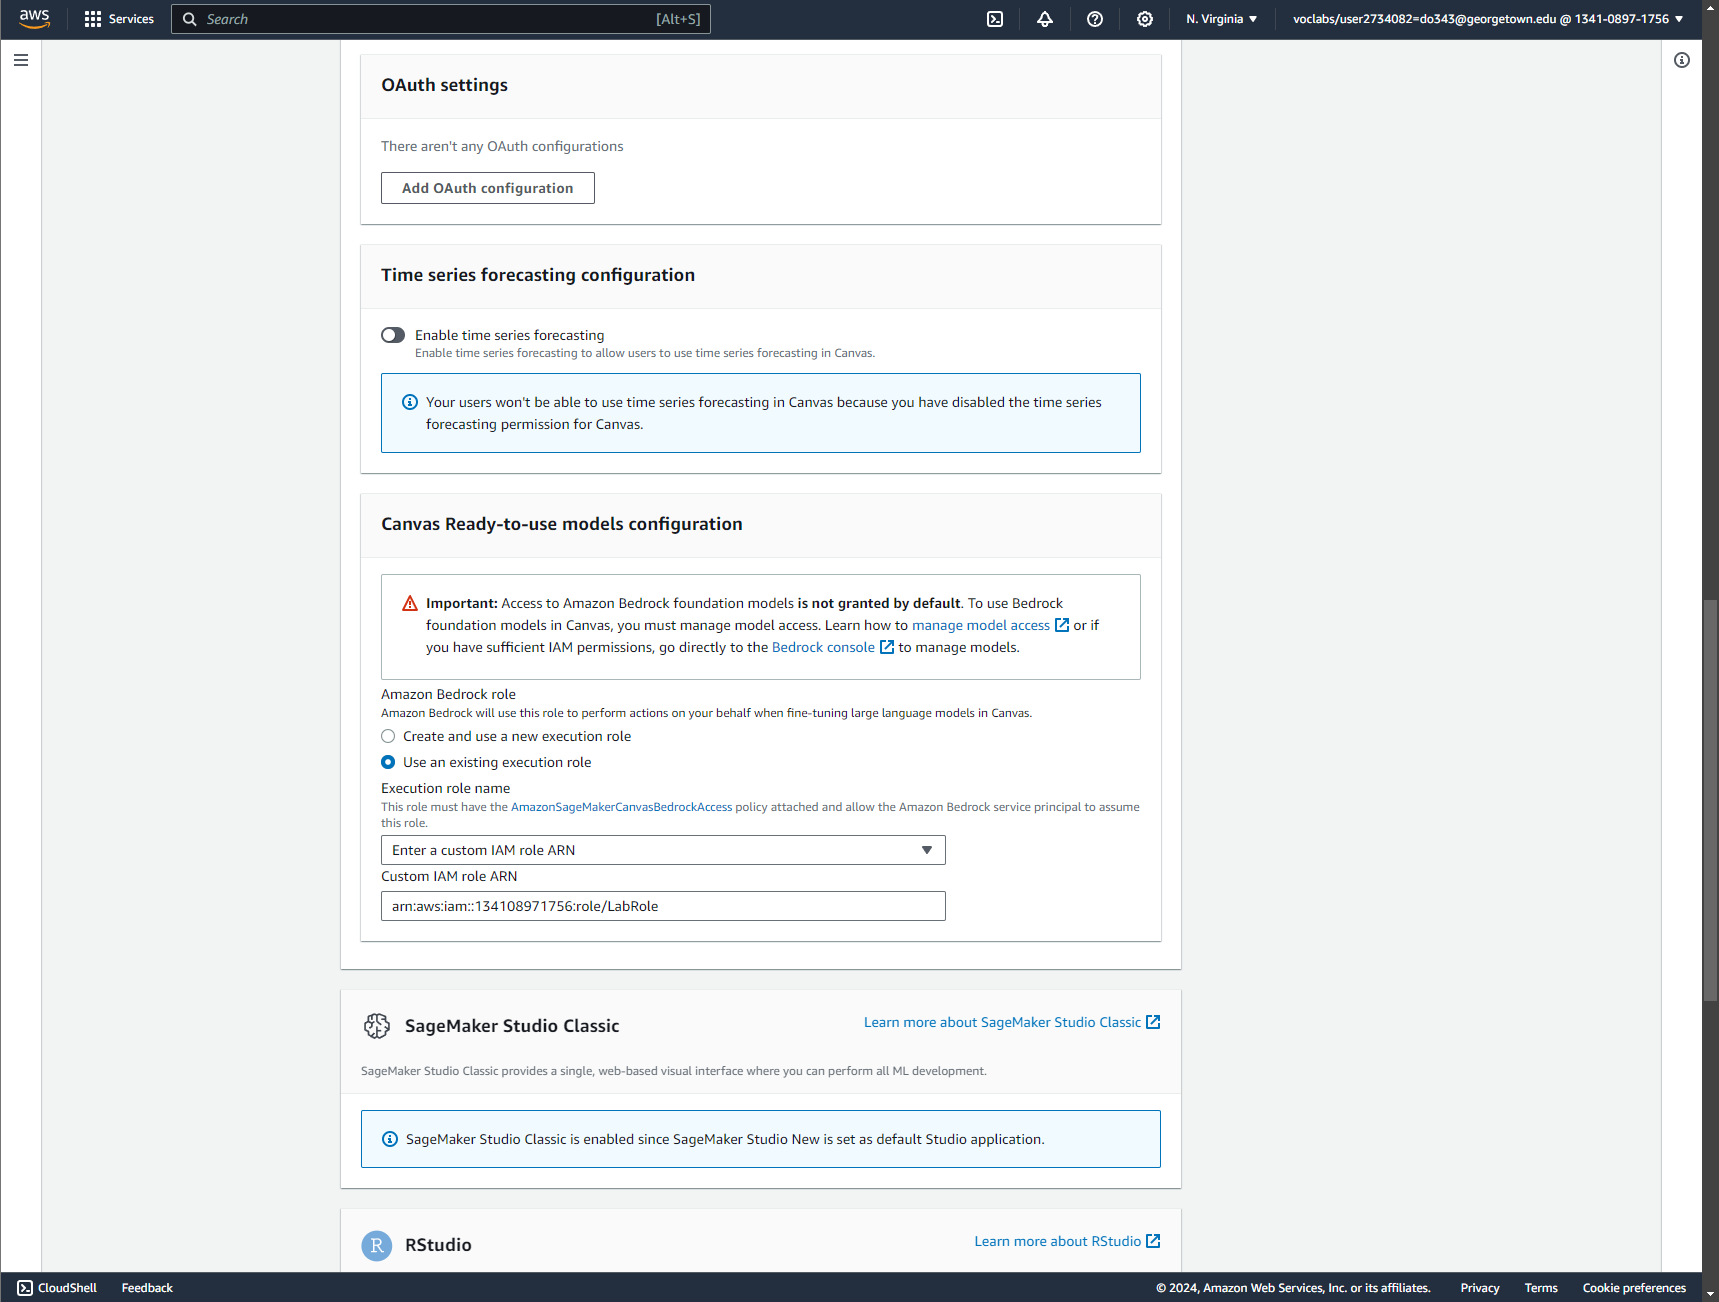 aws
Services
Search
[Alt+S]
N. Virginia
voclabs/user2734082=do343@georgetown.edu @ 1341-0897-1756
OAuth settings
There aren't any OAuth configurations
Add OAuth configuration
Time series forecasting configuration
Enable time series forecasting
Enable time series forecasting to allow users to use time series forecasting in Canvas.
Your users won't be able to use time series forecasting in Canvas because you have disabled the time series
forecasting permission for Canvas.
Canvas Ready-to-use models configuration
Important: Access to Amazon Bedrock foundation models is not granted by default. To use Bedrock
foundation models in Canvas, you must manage model access. Learn how to manage model access or if
you have sufficient IAM permissions, go directly to the Bedrock console to manage models.
Amazon Bedrock role
Amazon Bedrock will use this role to perform actions on your behalf when fine-tuning large language models in Canvas.
Create and use a new execution role
Use an existing execution role
Execution role name
This role must have the AmazonSageMakerCanvasBedrockAccess policy attached and allow the Amazon Bedrock service principal to assume
this role.
Enter a custom IAM role ARN
Custom IAM role ARN
arn:aws:iam::134108971756:role/LabRole
SageMaker Studio Classic
Learn more about SageMaker Studio Classic
SageMaker Studio Classic provides a single, web-based visual interface where you can perform all ML development.
SageMaker Studio Classic is enabled since SageMaker Studio New is set as default Studio application.
R
RStudio
Learn more about RStudio
CloudShell
Feedback
© 2024, Amazon Web Services, Inc. or its affiliates.
Privacy
Terms
Cookie preferences